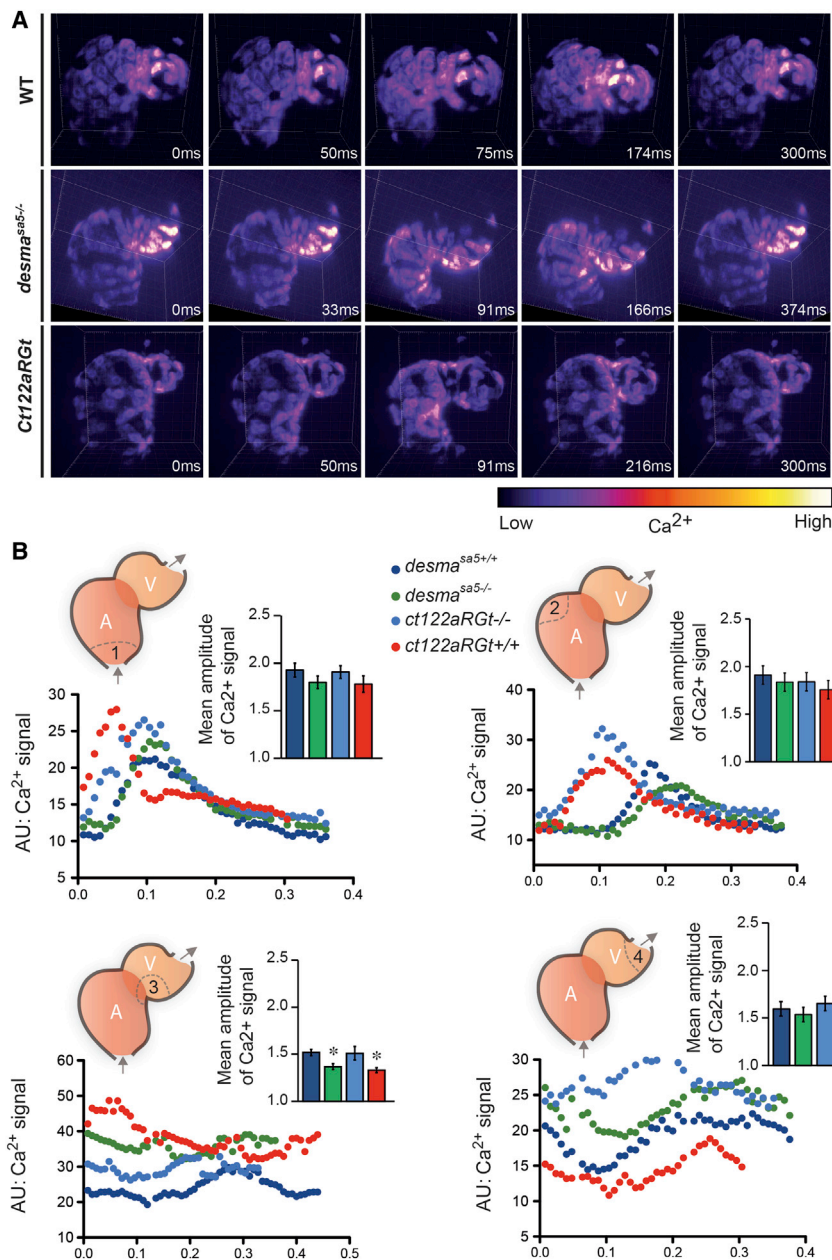 A
WT
0ms 50ms 75ms 174ms 300ms
desma^sa5-/-
0ms 33ms 91ms 166ms 374ms
Ct122aRGt
0ms 50ms 91ms 216ms 300ms
Low Ca2+ High
B
V
A
1
desma^sa5+/+
desma^sa5-/-
ct122aRGt-/-
ct122aRGt+/+
Mean amplitude
of Ca2+ signal
2.5
2.0
1.5
1.0
AU: Ca2+ signal
30
25
20
15
10
5
0.0 0.1 0.2 0.3 0.4
2
V
A
Mean amplitude
of Ca2+ signal
2.5
2.0
1.5
1.0
AU: Ca2+ signal
40
30
20
10
0.0 0.1 0.2 0.3 0.4
V
3
A
Mean amplitude
of Ca2+ signal
2.5
2.0
1.5
1.0
* *
AU: Ca2+ signal
60
50
40
30
20
10
0.0 0.1 0.2 0.3 0.4 0.5
V
4
A
Mean amplitude
of Ca2+ signal
2.5
2.0
1.5
1.0
AU: Ca2+ signal
30
25
20
15
10
5
0.0 0.1 0.2 0.3 0.4